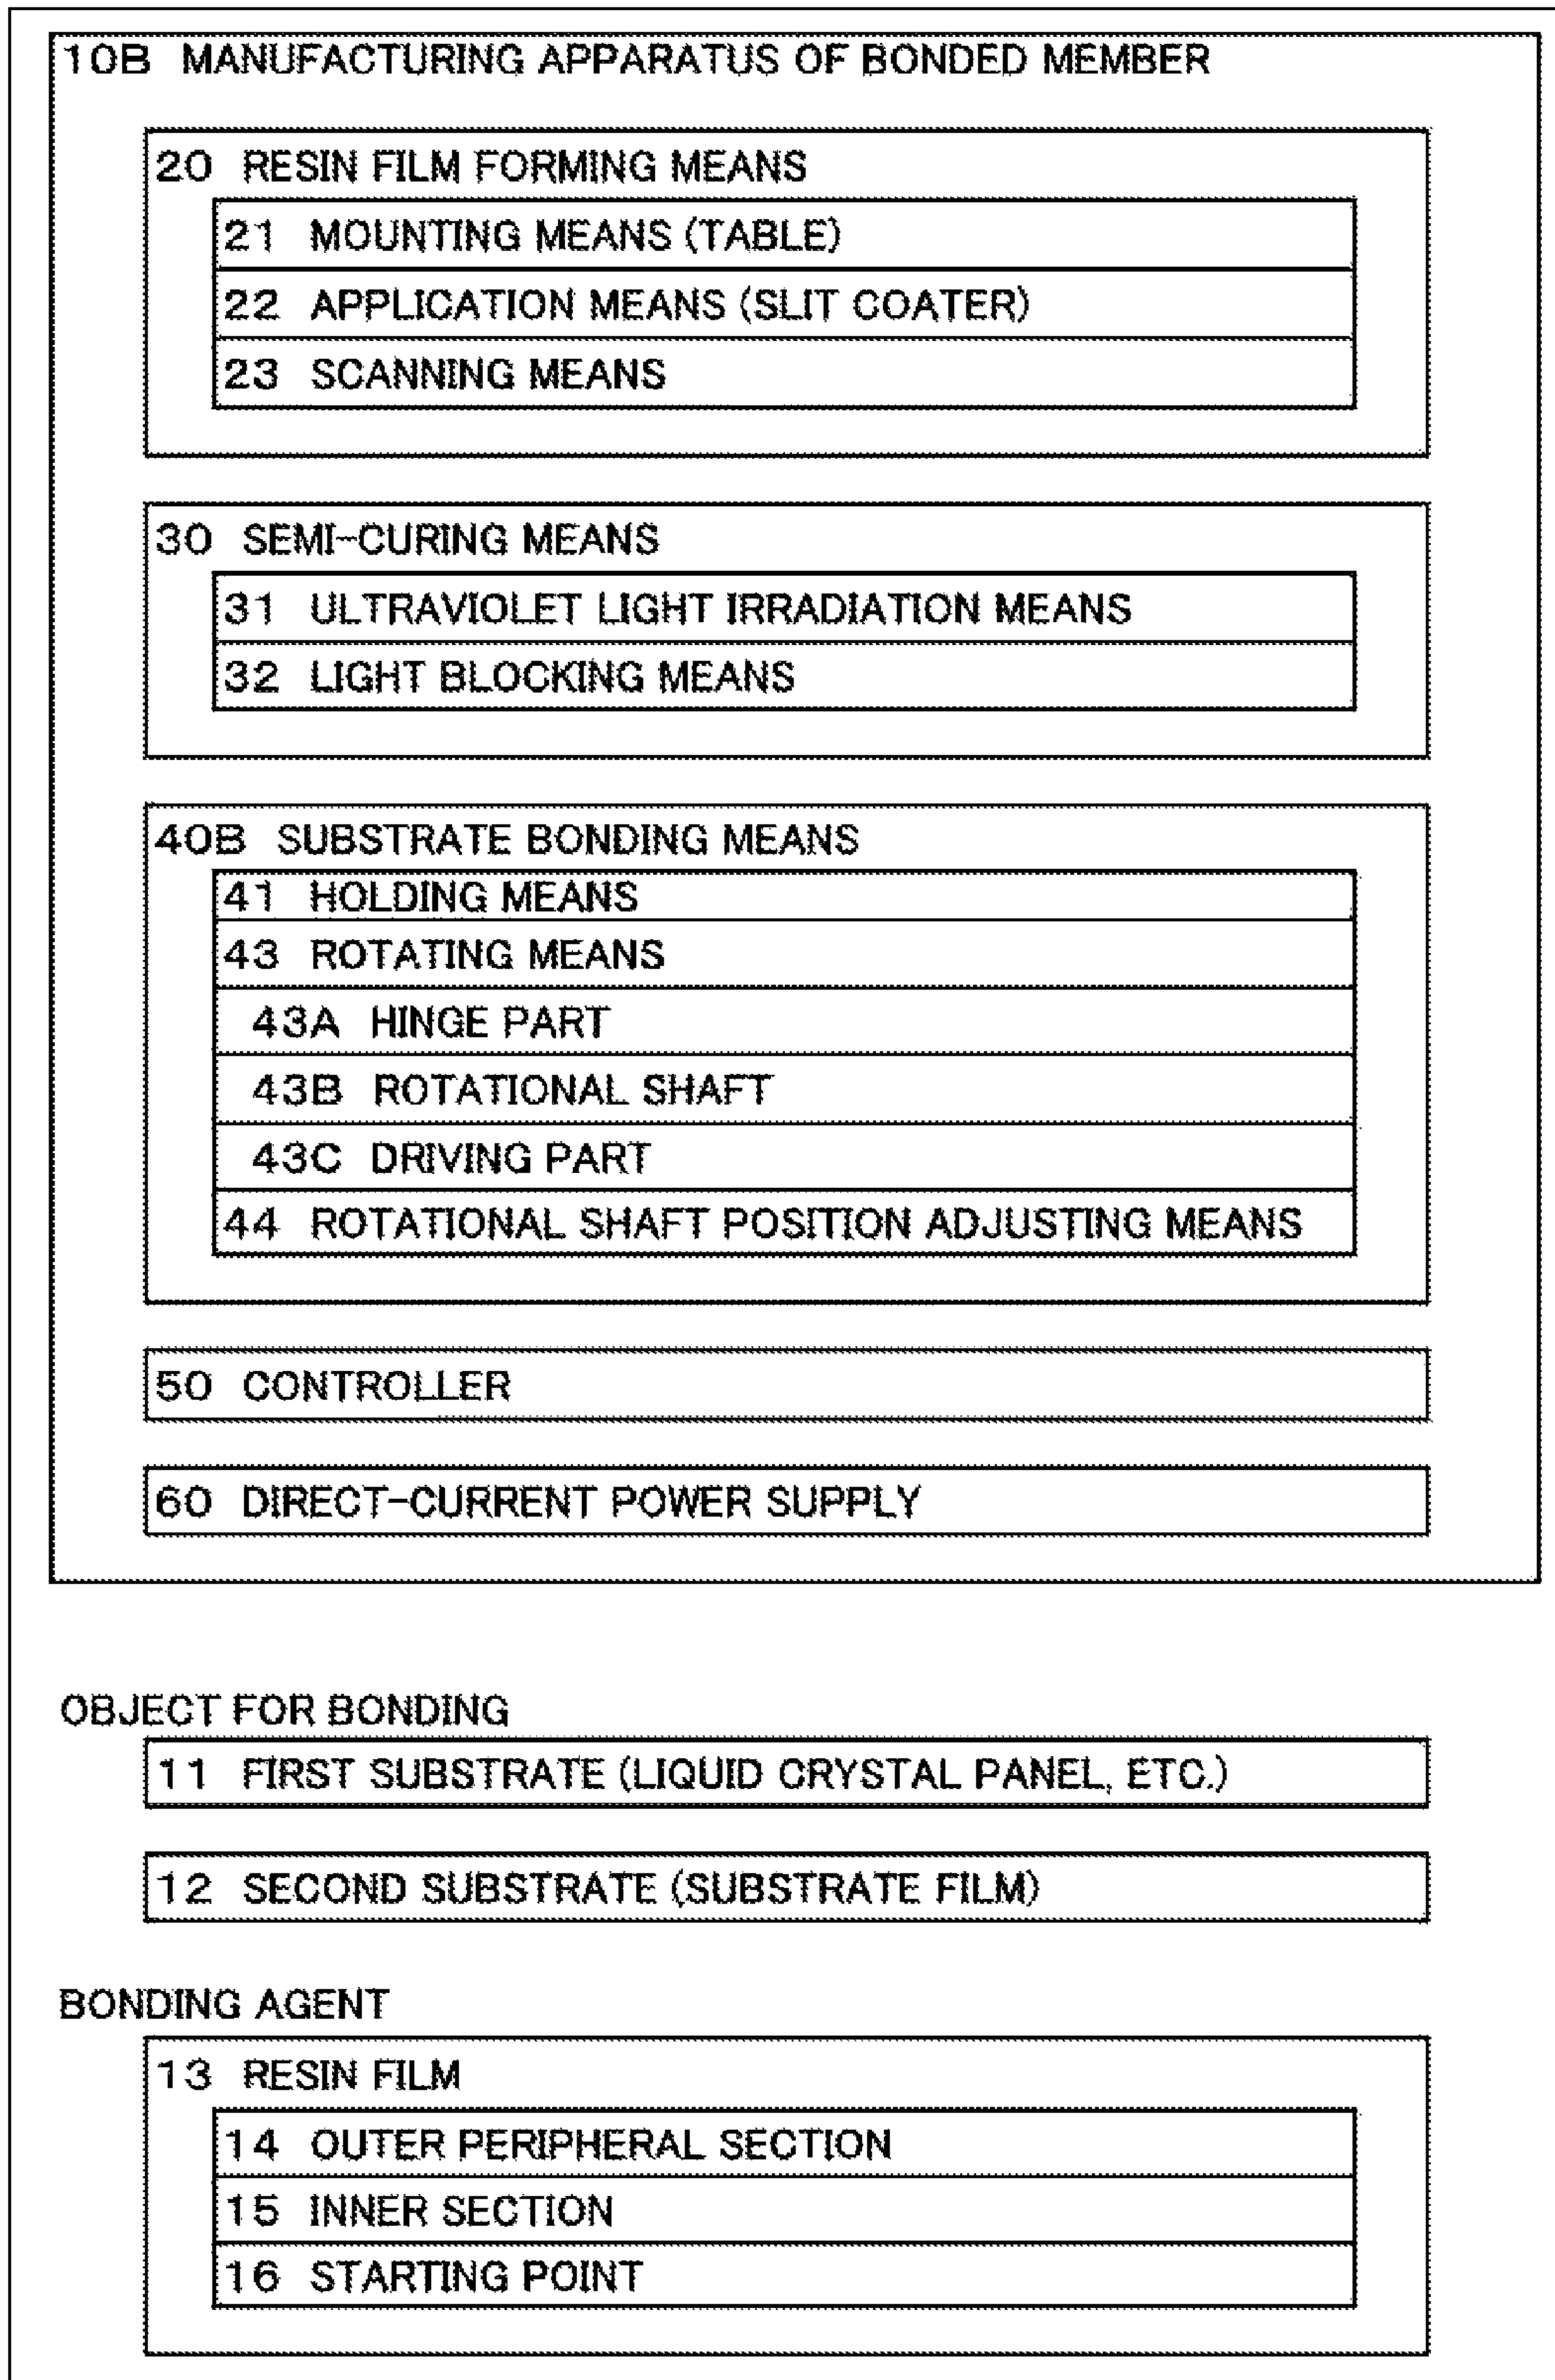 10B MANUFACTURING APPARATUS OF BONDED MEMBER
20 RESIN FILM FORMING MEANS
21 MOUNTING MEANS (TABLE)
22 APPLICATION MEANS (SLIT COATER)
23 SCANNING MEANS
30 SEMI-CURING MEANS
31 ULTRAVIOLET LIGHT IRRADIATION MEANS
32 LIGHT BLOCKING MEANS
40B SUBSTRATE BONDING MEANS
41 HOLDING MEANS
43 ROTATING MEANS
43A HINGE PART
43B ROTATIONAL SHAFT
43C DRIVING PART
44 ROTATIONAL SHAFT POSITION ADJUSTING MEANS
50 CONTROLLER
60 DIRECT-CURRENT POWER SUPPLY
OBJECT FOR BONDING
11 FIRST SUBSTRATE (LIQUID CRYSTAL PANEL, ETC.)
12 SECOND SUBSTRATE (SUBSTRATE FILM)
BONDING AGENT
13 RESIN FILM
14 OUTER PERIPHERAL SECTION
15 INNER SECTION
16 STARTING POINT